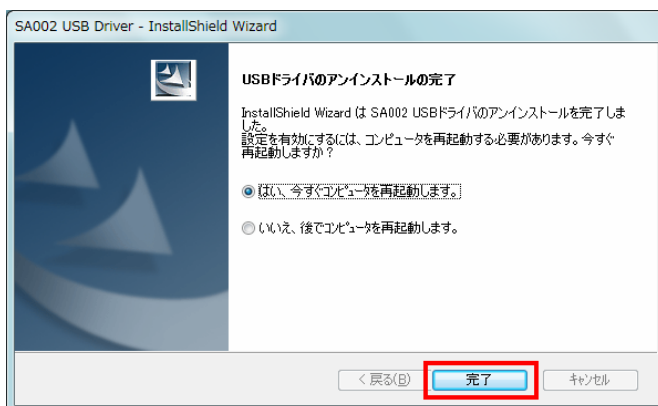 SA002 USB Driver - InstallShield Wizard
USBドライバのアンインストールの完了
InstallShield Wizard は SA002 USBドライバのアンインストールを完了しま
した。
設定を有効にするには、コンピュータを再起動する必要があります。今すぐ
再起動しますか？
はい、今すぐコンピュータを再起動します。
いいえ、後でコンピュータを再起動します。
< 戻る(B) 完了 キャンセル